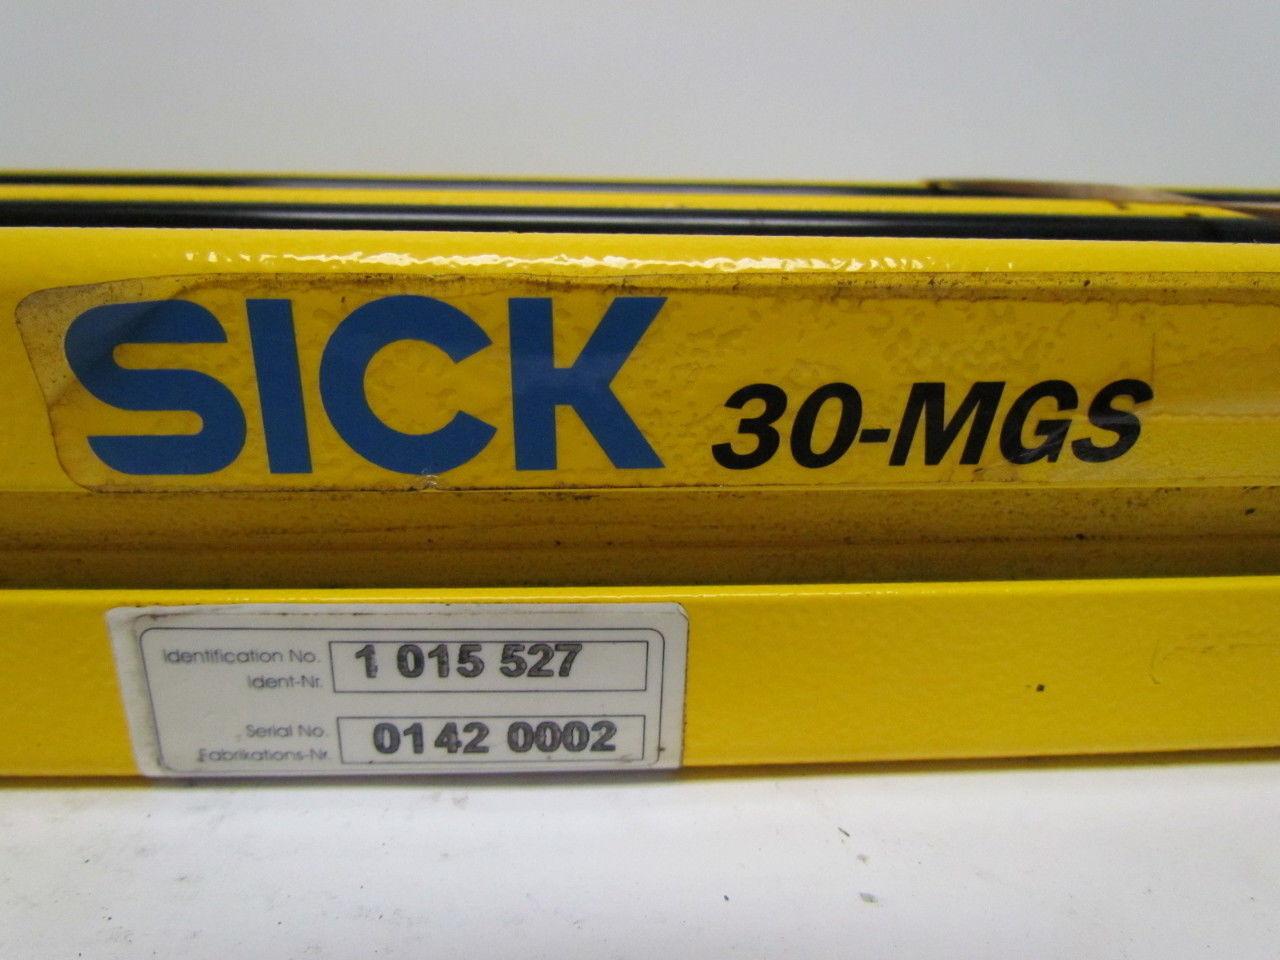 SICK 30-MGS
Identification No. 1 015 527
Ident-Nr.
Serial No. 0142 0002
Fabrikations-Nr.